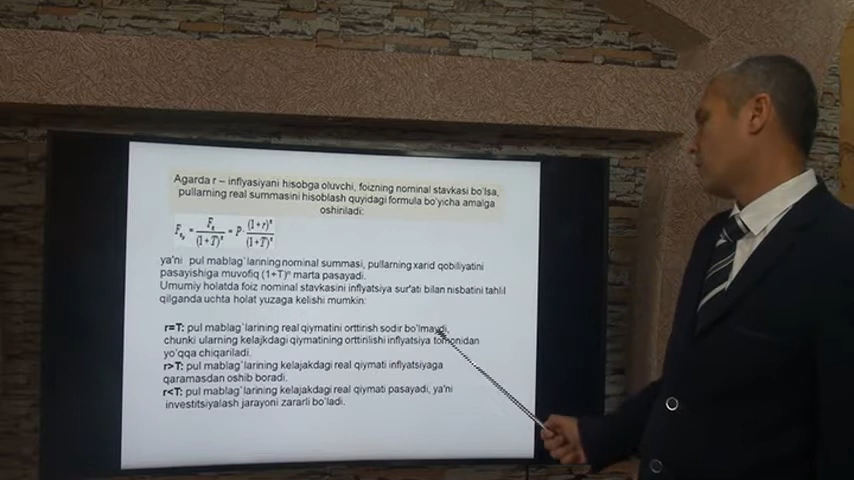 Agarda r – inflyasiyani hisobga oluvchi, foizning nominal stavkasi bo'lsa,
pullarning real summasini hisoblash quyidagi formula bo'yicha amalga
oshiriladi:
= F_n / (1+T)^n = P · (1+r)^n / (1+T)^n
ya'ni pul mablag`larining nominal summasi, pullarning xarid qobiliyatini
pasayishiga muvofiq (1+T)ⁿ marta pasayadi.
Umumiy holatda foiz nominal stavkasini inflyatsiya sur'ati bilan nisbatini tahlil
qilganda uchta holat yuzaga kelishi mumkin:
r=T: pul mablag`larining real qiymatini orttirish sodir bo'lmaydi,
chunki ularning kelajkdagi qiymatining orttirilishi inflyatsiya tomonidan
yo'qqa chiqariladi.
r>T: pul mablag`larining kelajakdagi real qiymati inflyatsiyaga
qaramasdan oshib boradi.
r<T: pul mablag`larining kelajakdagi real qiymati pasayadi, ya'ni
investitsiyalash jarayoni zararli bo'ladi.